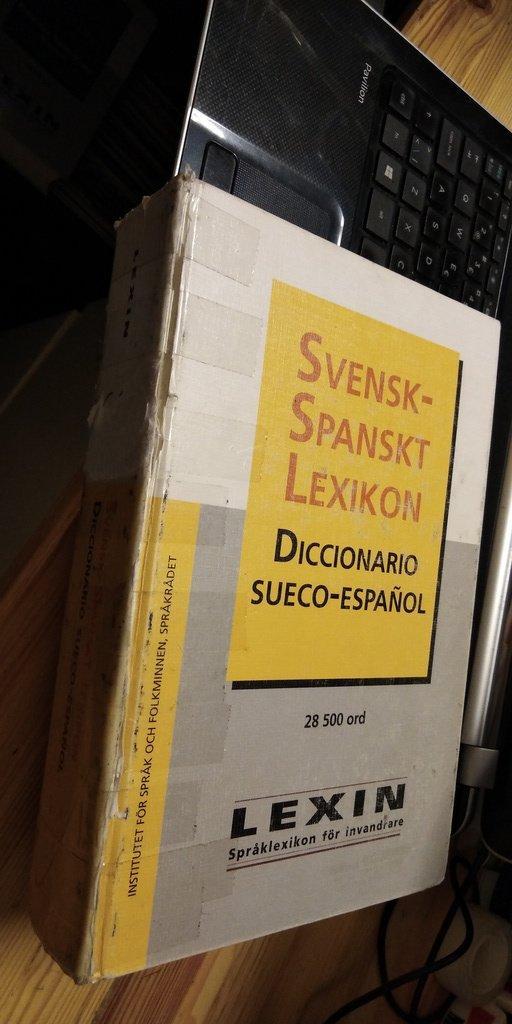 Pavilion
SVENSK-
SPANSKT
LEXIKON
DICCIONARIO
SUECO-ESPAÑOL
28 500 ord
LEXIN
Språklexikon för invandrare
INSTITUTET FÖR SPRÅK OCH FOLKMINNEN, SPRÅKRÅDET
LEXIN